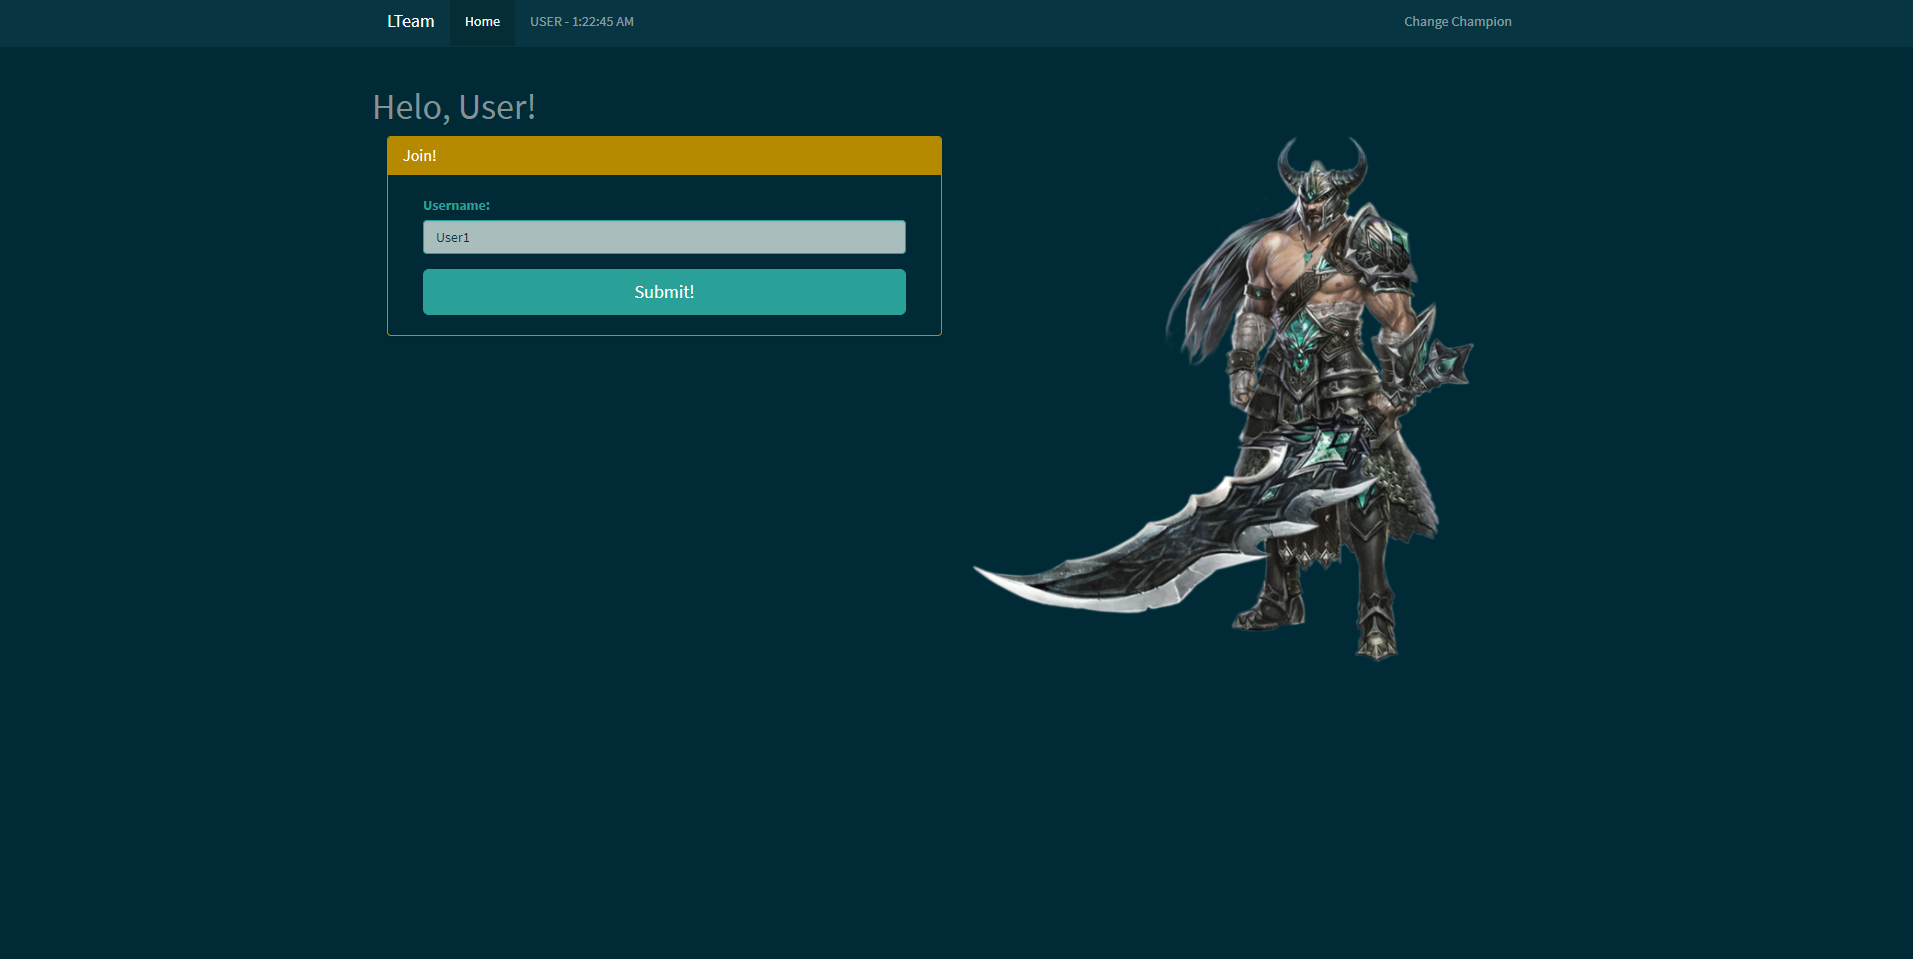 LTeam Home USER - 1:22:45 AM Change Champion
Helo, User!
Join!
Username:
User1
Submit!